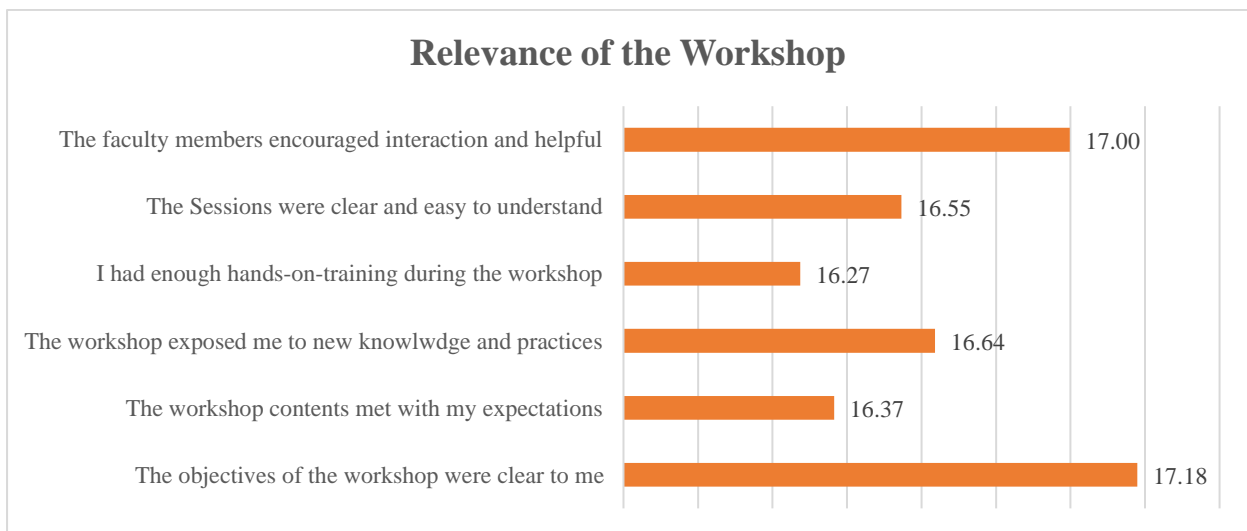 Relevance of the Workshop
The faculty members encouraged interaction and helpful
17.00
The Sessions were clear and easy to understand
16.55
I had enough hands-on-training during the workshop
16.27
The workshop exposed me to new knowlwdge and practices
16.64
The workshop contents met with my expectations
16.37
The objectives of the workshop were clear to me
17.18